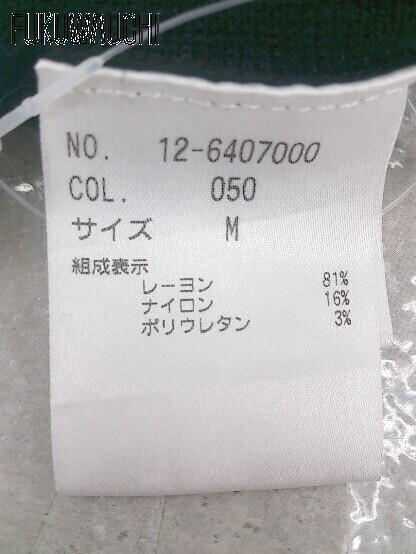 FUKUWAUCHI
NO. 12-6407000
COL. 050
サイズ M
組成表示
レーヨン 81%
ナイロン 16%
ポリウレタン 3%